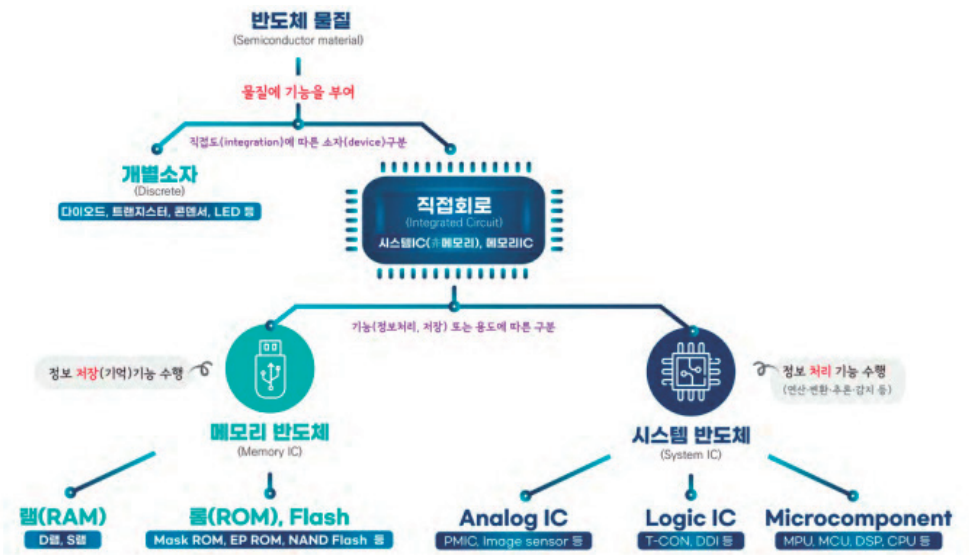 반도체 물질
(Semiconductor material)
물질에 기능을 부여
직접도(integration)에 따른 소자(device)구분
개별소자
(Discrete)
다이오드, 트랜지스터, 콘덴서, LED 등
직접회로
(Integrated Circuit)
시스템IC(非메모리), 메모리IC
기능(정보처리, 저장) 또는 용도에 따른 구분
정보 저장(기억)기능 수행
정보 처리 기능 수행
(연산·변환·추론·감지 등)
메모리 반도체
(Memory IC)
시스템 반도체
(System IC)
램(RAM)
D램, S램
롬(ROM), Flash
Mask ROM, EP ROM, NAND Flash 등
Analog IC
PMIC, Image sensor 등
Logic IC
T-CON, DDI 등
Microcomponent
MPU, MCU, DSP, CPU 등